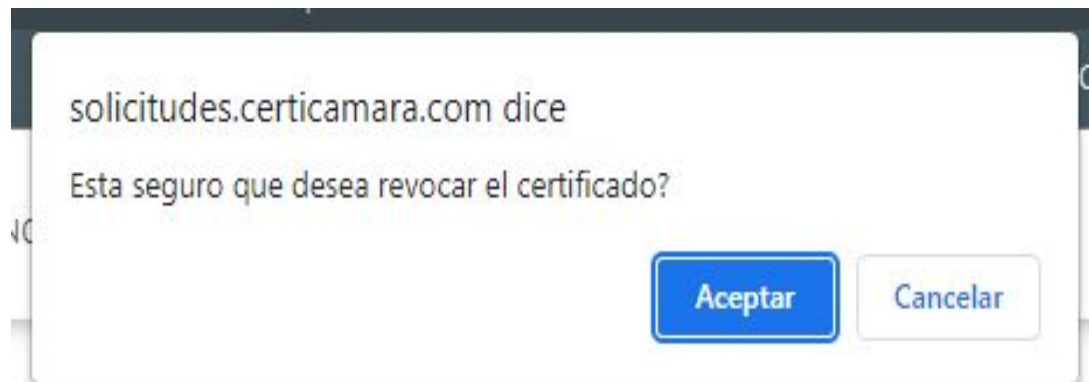 solicitudes.certicamara.com dice
Esta seguro que desea revocar el certificado?
Aceptar
Cancelar